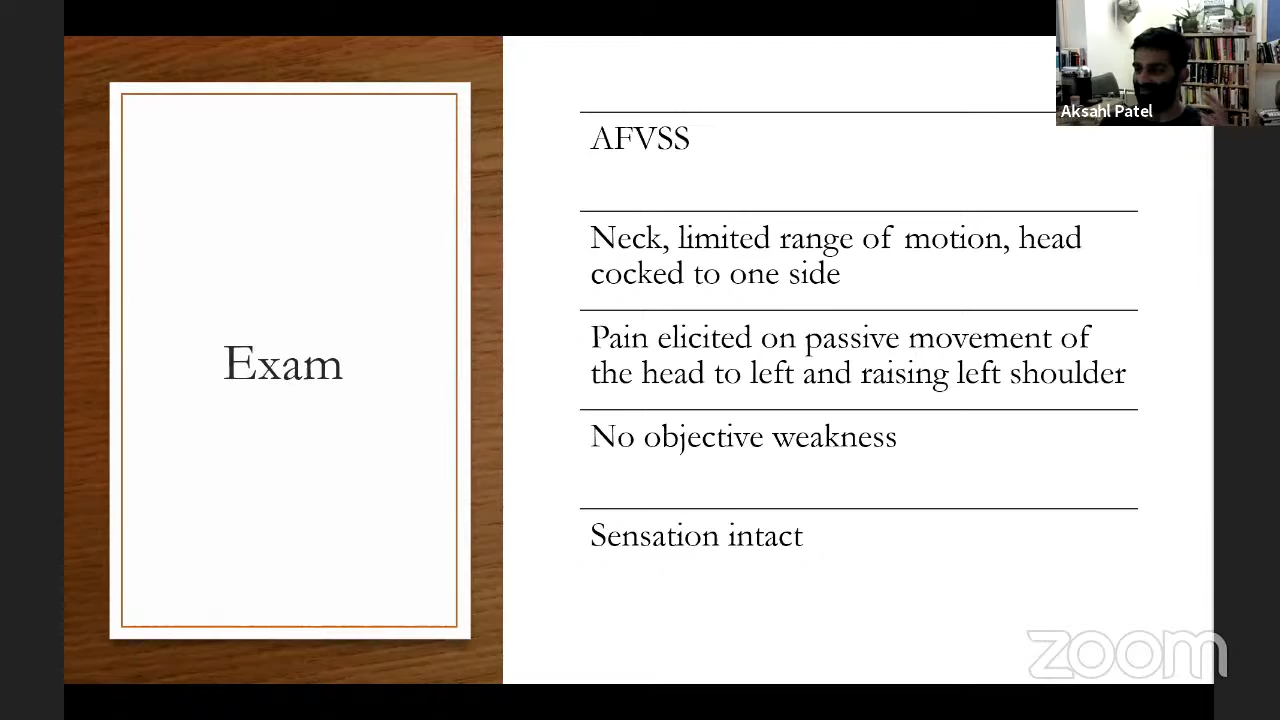 Aksahl Patel
Exam
AFVSS
Neck, limited range of motion, head
cocked to one side
Pain elicited on passive movement of
the head to left and raising left shoulder
No objective weakness
Sensation intact
zoom